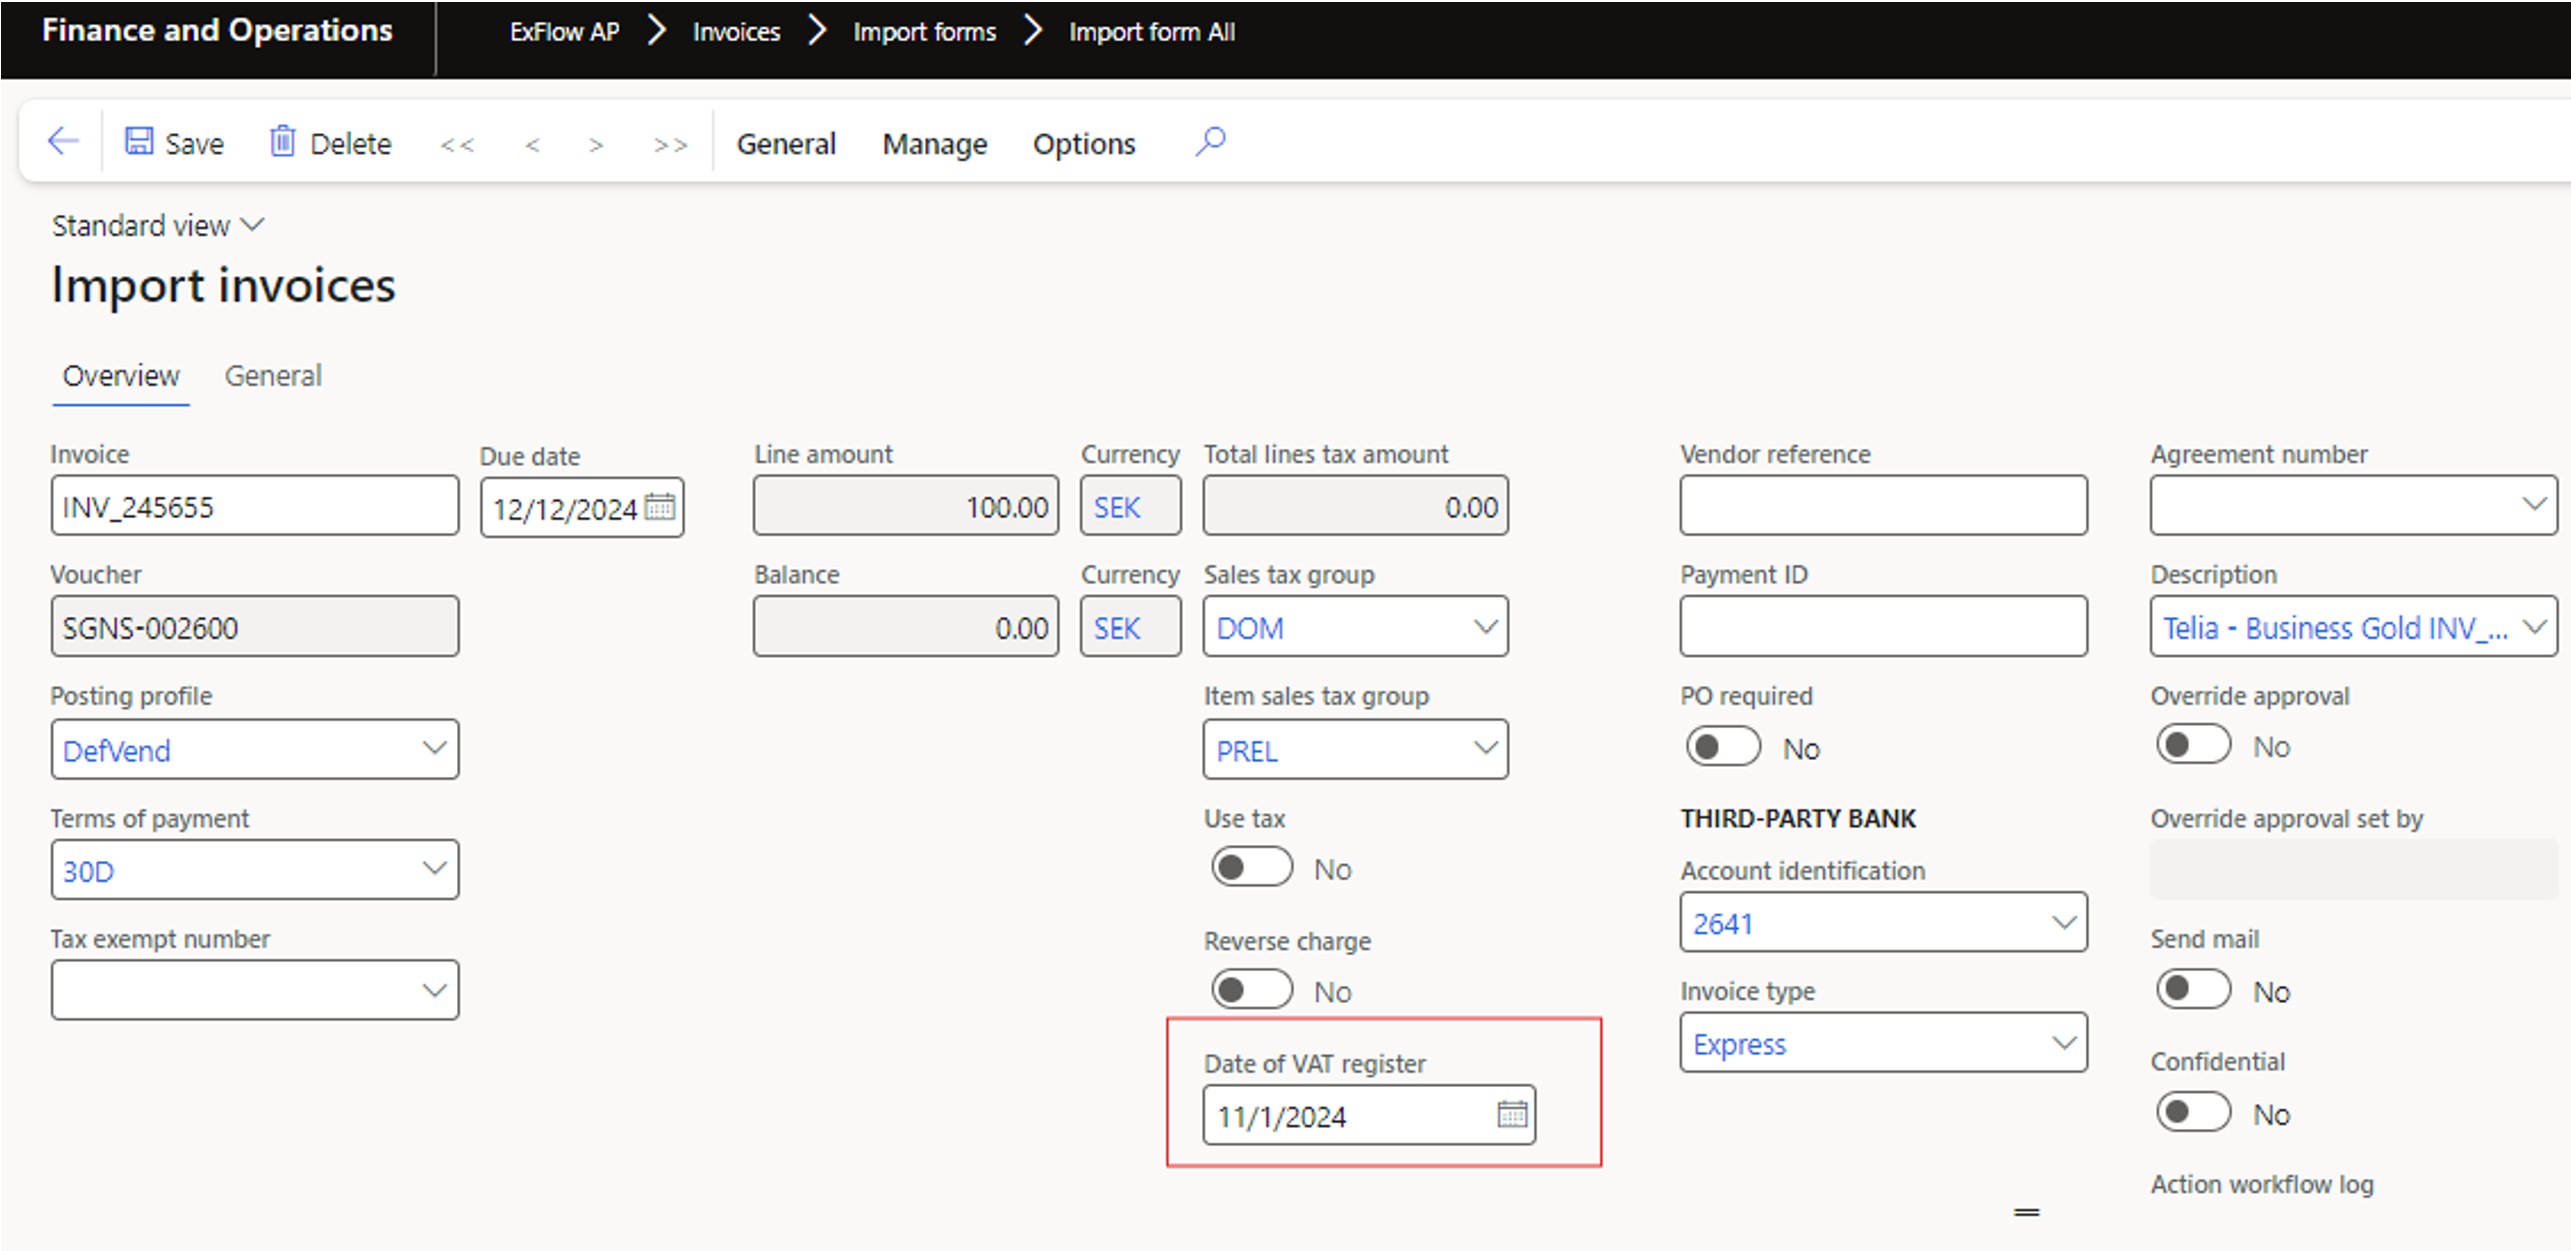 Finance and Operations
ExFlow AP > Invoices > Import forms > Import form All
Save Delete << < > >> General Manage Options
Standard view
Import invoices
Overview General
Invoice Due date Line amount Currency Total lines tax amount Vendor reference Agreement number
INV_245655 12/12/2024 100.00 SEK 0.00
Voucher Balance Currency Sales tax group Payment ID Description
SGNS-002600 0.00 SEK DOM Telia - Business Gold INV_...
Posting profile Item sales tax group PO required Override approval
DefVend PREL No No
Terms of payment Use tax THIRD-PARTY BANK Override approval set by
30D No Account identification
2641
Tax exempt number Reverse charge Send mail
No Invoice type No
Express
Date of VAT register Confidential
11/1/2024 No
Action workflow log